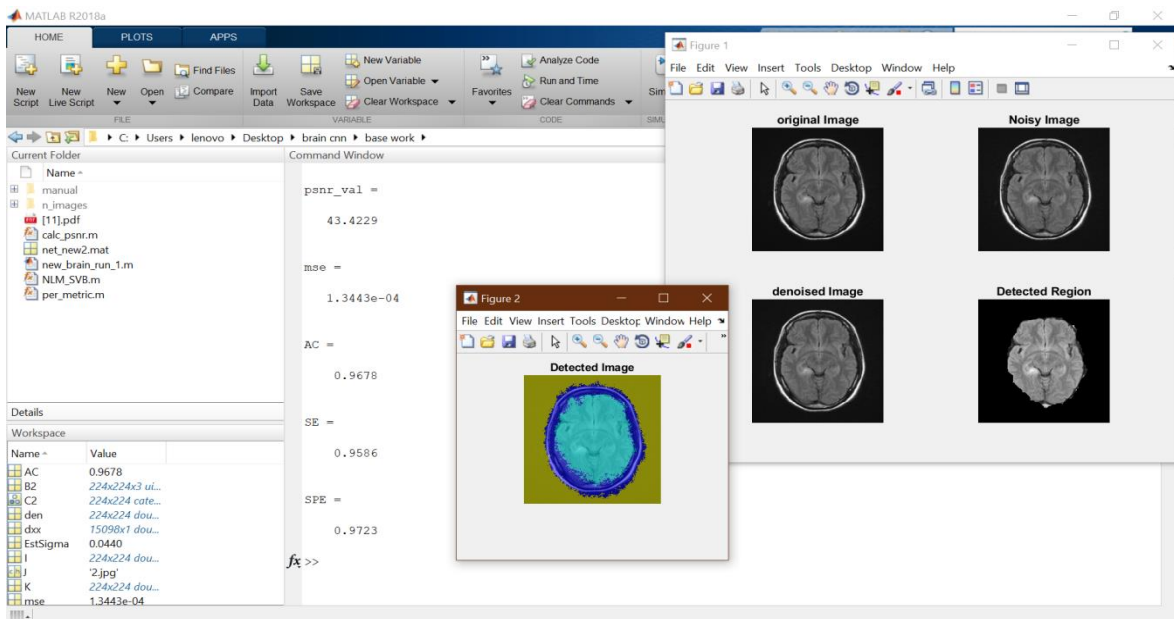 MATLAB R2018a
HOME PLOTS APPS
New Script
New Live Script
New
Open
Find Files
Compare
Import Data
Save Workspace
New Variable
Open Variable
Clear Workspace
Favorites
Analyze Code
Run and Time
Clear Commands
FILE VARIABLE CODE
C: Users lenovo Desktop brain cnn base work
Current Folder
Name
manual
n_images
[11].pdf
calc_psnr.m
net_new2.mat
new_brain_run_1.m
NLM_SVB.m
per_metric.m
Details
Workspace
Name Value
AC 0.9678
B2 224x224x3 ui...
C2 224x224 cate...
den 224x224 dou...
dxx 15098x1 dou...
EstSigma 0.0440
I 224x224 dou...
J '2.jpg'
K 224x224 dou...
mse 1.3443e-04
Command Window
psnr_val =
43.4229
mse =
1.3443e-04
AC =
0.9678
SE =
0.9586
SPE =
0.9723
fx >>
Figure 2
File Edit View Insert Tools Desktop Window Help
Detected Image
Figure 1
File Edit View Insert Tools Desktop Window Help
original Image Noisy Image
denoised Image Detected Region